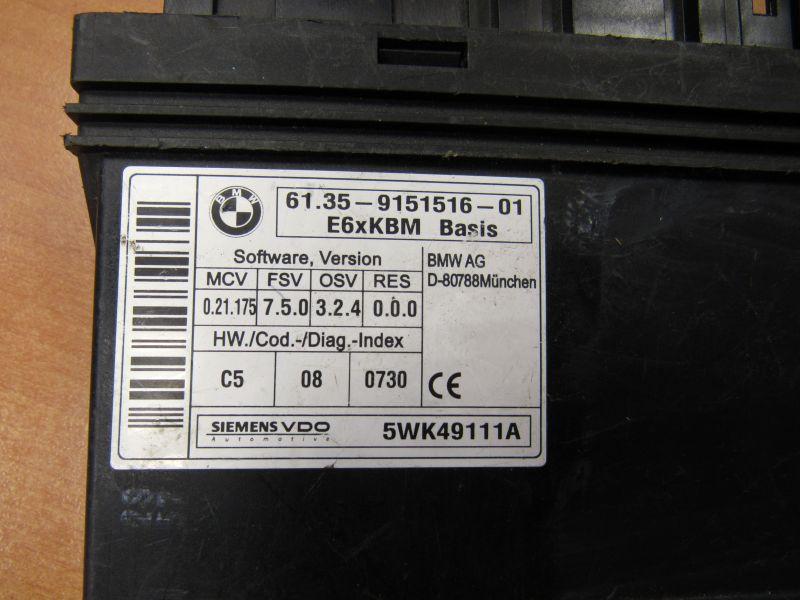 BMW
61.35-9151516-01
E6xKBM Basis
Software, Version
MCV FSV OSV RES
0.21.175 7.5.0 3.2.4 0.0.0
HW./Cod.-/Diag.-Index
C5 08 0730
BMW AG
D-80788München
CE
SIEMENS VDO
Automotive
5WK49111A